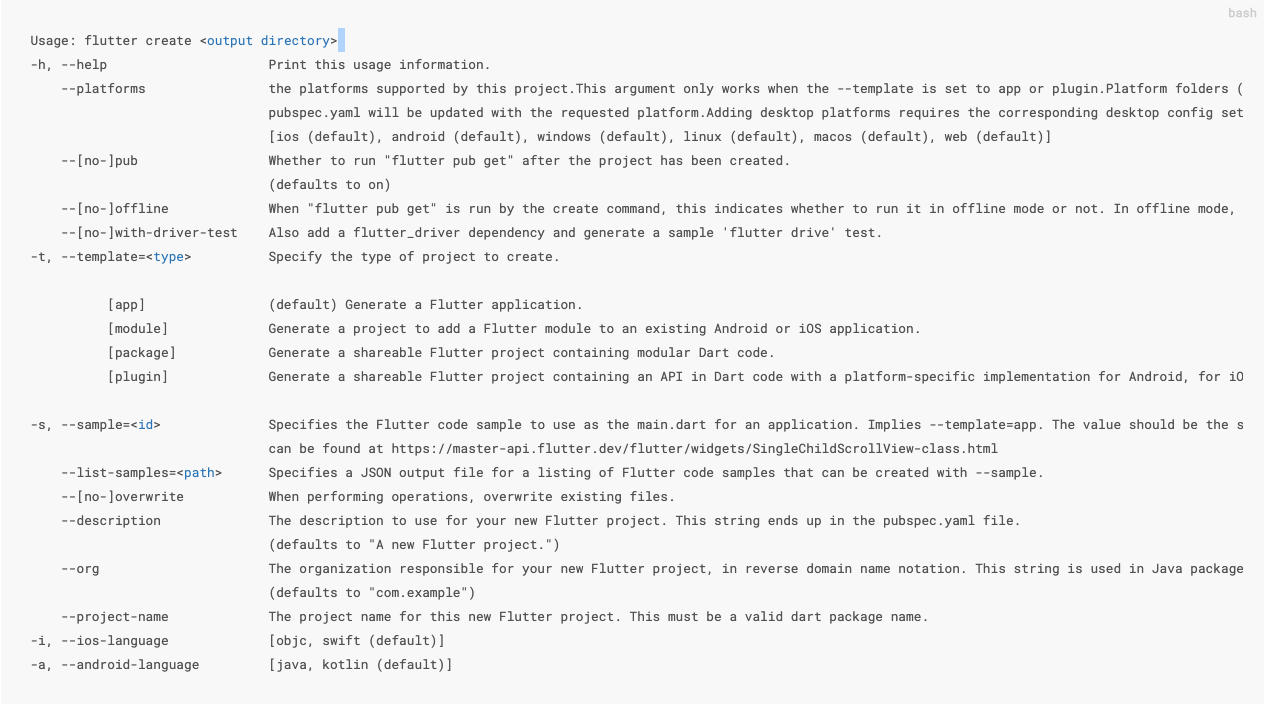 bash
Usage: flutter create <output directory>
-h, --help                     Print this usage information.
    --platforms                the platforms supported by this project.This argument only works when the --template is set to app or plugin.Platform folders (
                               pubspec.yaml will be updated with the requested platform.Adding desktop platforms requires the corresponding desktop config set
                               [ios (default), android (default), windows (default), linux (default), macos (default), web (default)]
    --[no-]pub                 Whether to run "flutter pub get" after the project has been created.
                               (defaults to on)
    --[no-]offline             When "flutter pub get" is run by the create command, this indicates whether to run it in offline mode or not. In offline mode,
    --[no-]with-driver-test    Also add a flutter_driver dependency and generate a sample 'flutter drive' test.
-t, --template=<type>          Specify the type of project to create.

          [app]                (default) Generate a Flutter application.
          [module]             Generate a project to add a Flutter module to an existing Android or iOS application.
          [package]            Generate a shareable Flutter project containing modular Dart code.
          [plugin]             Generate a shareable Flutter project containing an API in Dart code with a platform-specific implementation for Android, for iO

-s, --sample=<id>              Specifies the Flutter code sample to use as the main.dart for an application. Implies --template=app. The value should be the s
                               can be found at https://master-api.flutter.dev/flutter/widgets/SingleChildScrollView-class.html
    --list-samples=<path>      Specifies a JSON output file for a listing of Flutter code samples that can be created with --sample.
    --[no-]overwrite           When performing operations, overwrite existing files.
    --description              The description to use for your new Flutter project. This string ends up in the pubspec.yaml file.
                               (defaults to "A new Flutter project.")
    --org                      The organization responsible for your new Flutter project, in reverse domain name notation. This string is used in Java package
                               (defaults to "com.example")
    --project-name             The project name for this new Flutter project. This must be a valid dart package name.
-i, --ios-language             [objc, swift (default)]
-a, --android-language         [java, kotlin (default)]